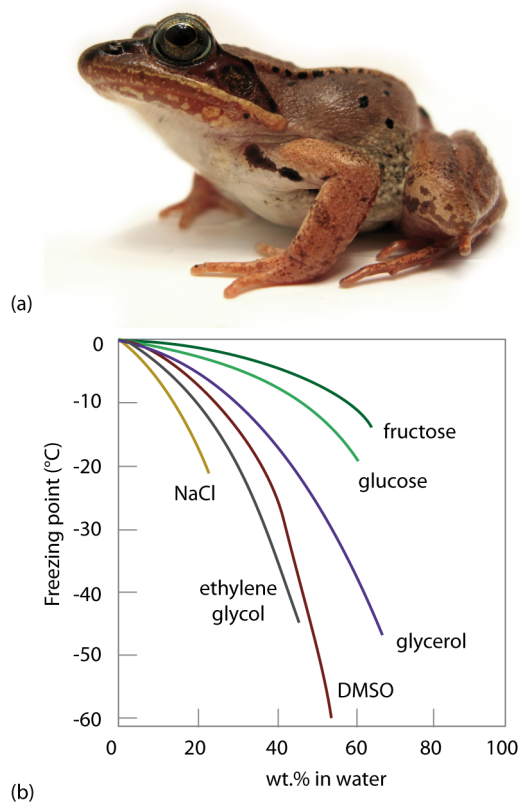 (a)
0
-10
-20
-30
-40
-50
-60
Freezing point (°C)
fructose
glucose
NaCl
ethylene
glycol
glycerol
DMSO
0 20 40 60 80 100
wt.% in water
(b)